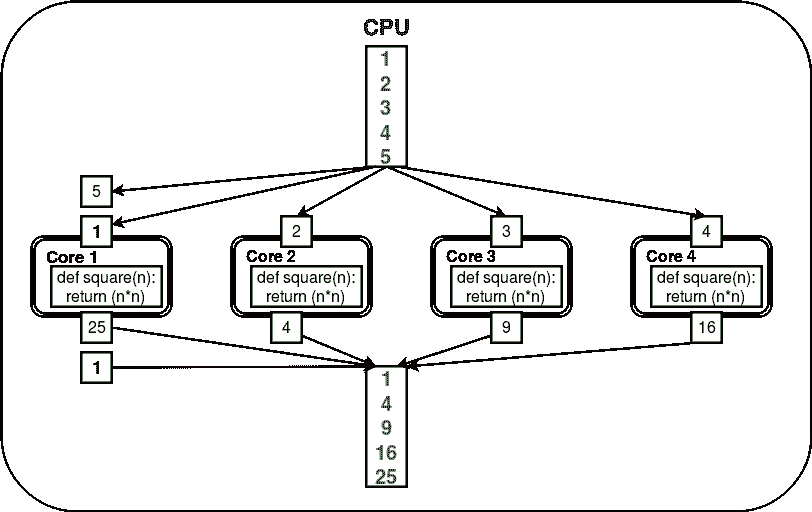 CPU
1
2
3
4
5
5
1
2
3
4
Core 1
def square(n):
return (n*n)
Core 2
def square(n):
return (n*n)
Core 3
def square(n):
return (n*n)
Core 4
def square(n):
return (n*n)
25
4
9
16
1
1
4
9
16
25